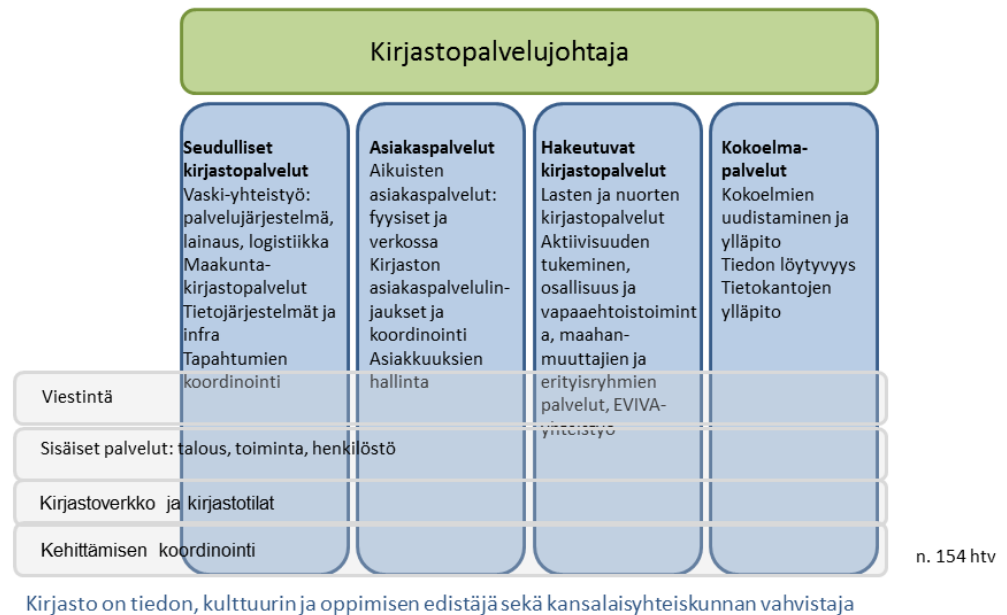 Kirjastopalvelujohtaja
Seudulliset
kirjastopalvelut
Vaski-yhteistyö:
palvelujärjestelmä,
lainaus, logistiikka
Maakunta-
kirjastopalvelut
Tietojärjestelmät ja
infra
Tapahtumien
koordinointi
Asiakaspalvelut
Aikuisten
asiakaspalvelut:
fyysiset ja
verkossa
Kirjaston
asiakaspalvelulin-
jaukset ja
koordinointi
Asiakkuuksien
hallinta
Hakeutuvat
kirjastopalvelut
Lasten ja nuorten
kirjastopalvelut
Aktiivisuuden
tukeminen,
osallisuus ja
vapaaehtoistoimint
a, maahan-
muuttajien ja
erityisryhmien
palvelut, EVIVA-
yhteistyö
Kokoelma-
palvelut
Kokoelmien
uudistaminen ja
ylläpito
Tiedon löytyvyys
Tietokantojen
ylläpito
Viestintä
Sisäiset palvelut: talous, toiminta, henkilöstö
Kirjastoverkko ja kirjastotilat
Kehittämisen koordinointi
n. 154 htv
Kirjasto on tiedon, kulttuurin ja oppimisen edistäjä sekä kansalaisyhteiskunnan vahvistaja